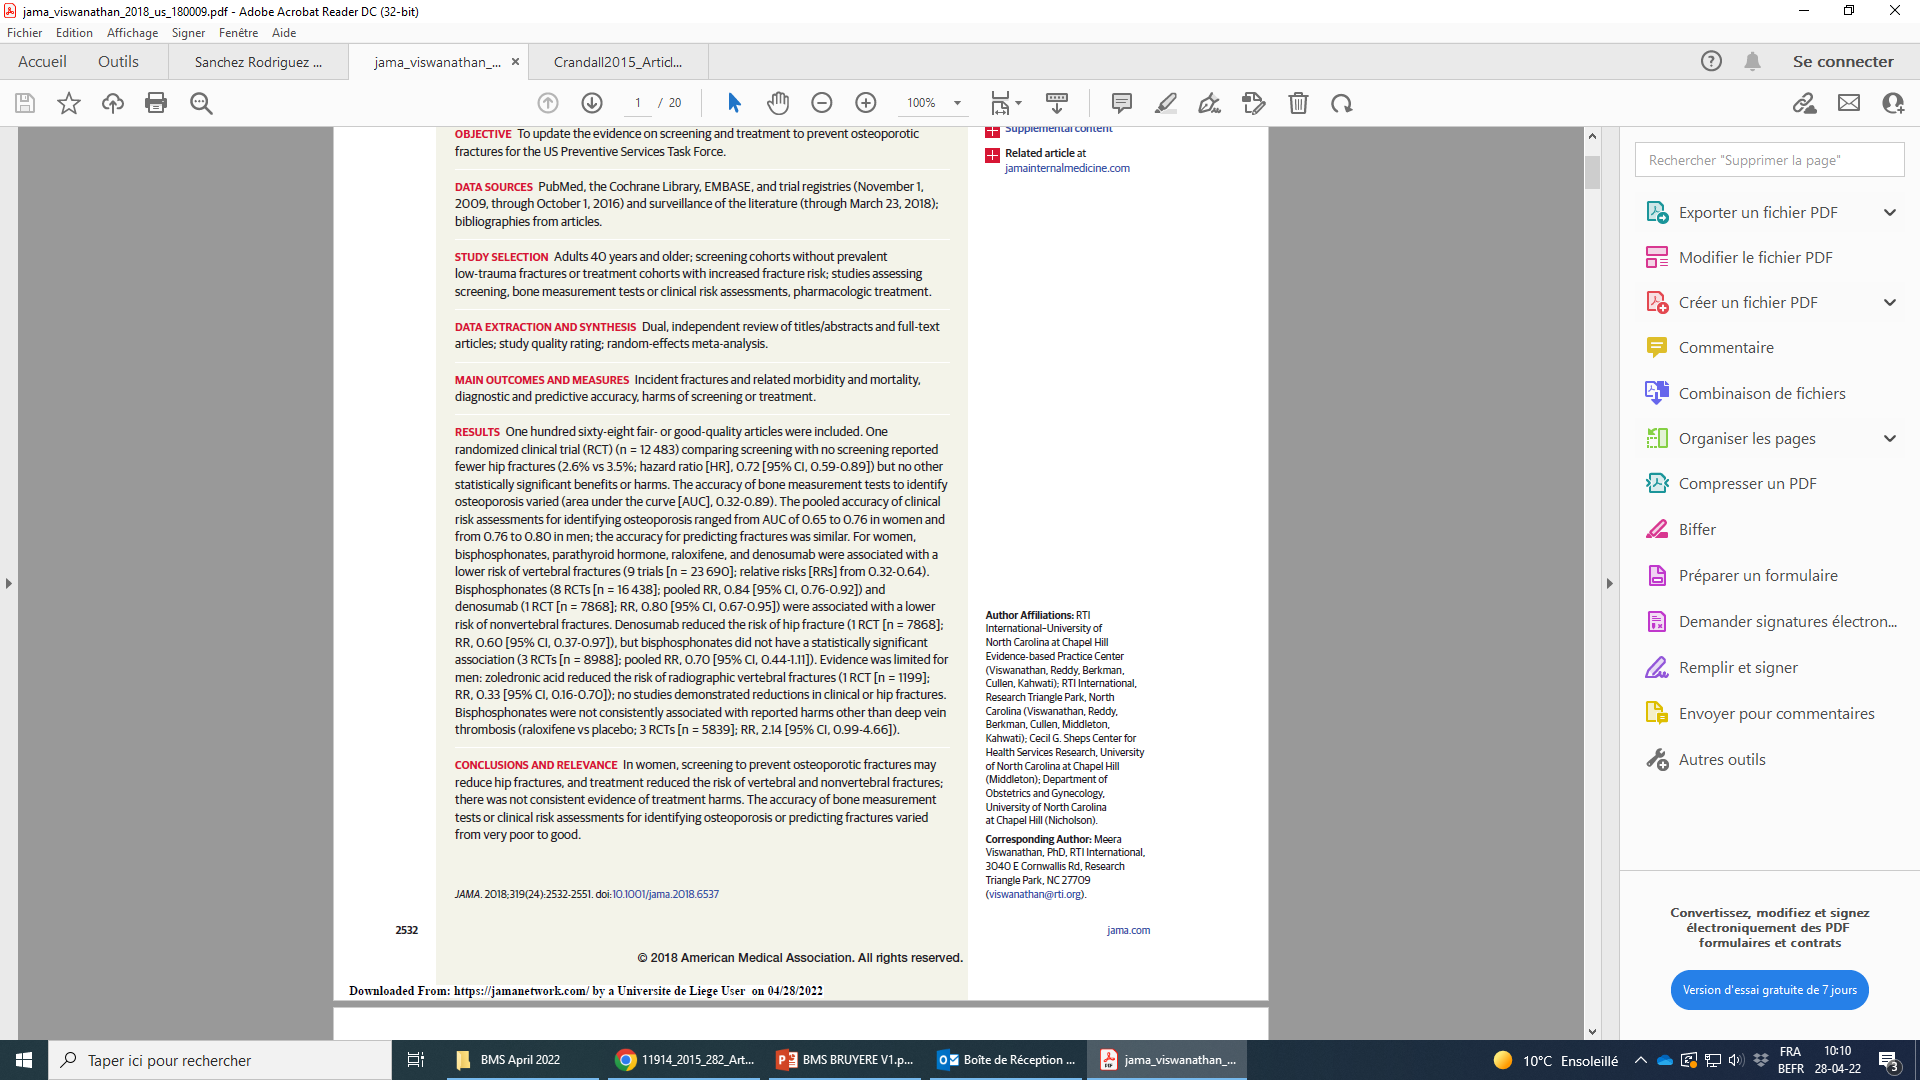 jama_viswanathan_2018_us_180009.pdf - Adobe Acrobat Reader DC (32-bit)
Fichier Edition Affichage Signer Fenêtre Aide
Accueil Outils Sanchez Rodriguez ... jama_viswanathan_... × Crandall2015_Articl... Se connecter
1 / 20 100%
OBJECTIVE To update the evidence on screening and treatment to prevent osteoporotic
fractures for the US Preventive Services Task Force.
DATA SOURCES PubMed, the Cochrane Library, EMBASE, and trial registries (November 1,
2009, through October 1, 2016) and surveillance of the literature (through March 23, 2018);
bibliographies from articles.
STUDY SELECTION Adults 40 years and older; screening cohorts without prevalent
low-trauma fractures or treatment cohorts with increased fracture risk; studies assessing
screening, bone measurement tests or clinical risk assessments, pharmacologic treatment.
DATA EXTRACTION AND SYNTHESIS Dual, independent review of titles/abstracts and full-text
articles; study quality rating; random-effects meta-analysis.
MAIN OUTCOMES AND MEASURES Incident fractures and related morbidity and mortality,
diagnostic and predictive accuracy, harms of screening or treatment.
RESULTS One hundred sixty-eight fair- or good-quality articles were included. One
randomized clinical trial (RCT) (n = 12 483) comparing screening with no screening reported
fewer hip fractures (2.6% vs 3.5%; hazard ratio [HR], 0.72 [95% CI, 0.59-0.89]) but no other
statistically significant benefits or harms. The accuracy of bone measurement tests to identify
osteoporosis varied (area under the curve [AUC], 0.32-0.89). The pooled accuracy of clinical
risk assessments for identifying osteoporosis ranged from AUC of 0.65 to 0.76 in women and
from 0.76 to 0.80 in men; the accuracy for predicting fractures was similar. For women,
bisphosphonates, parathyroid hormone, raloxifene, and denosumab were associated with a
lower risk of vertebral fractures (9 trials [n = 23 690]; relative risks [RRs] from 0.32-0.64).
Bisphosphonates (8 RCTs [n = 16 438]; pooled RR, 0.84 [95% CI, 0.76-0.92]) and
denosumab (1 RCT [n = 7868]; RR, 0.80 [95% CI, 0.67-0.95]) were associated with a lower
risk of nonvertebral fractures. Denosumab reduced the risk of hip fracture (1 RCT [n = 7868];
RR, 0.60 [95% CI, 0.37-0.97]), but bisphosphonates did not have a statistically significant
association (3 RCTs [n = 8988]; pooled RR, 0.70 [95% CI, 0.44-1.11]). Evidence was limited for
men: zoledronic acid reduced the risk of radiographic vertebral fractures (1 RCT [n = 1199];
RR, 0.33 [95% CI, 0.16-0.70]); no studies demonstrated reductions in clinical or hip fractures.
Bisphosphonates were not consistently associated with reported harms other than deep vein
thrombosis (raloxifene vs placebo; 3 RCTs [n = 5839]; RR, 2.14 [95% CI, 0.99-4.66]).
CONCLUSIONS AND RELEVANCE In women, screening to prevent osteoporotic fractures may
reduce hip fractures, and treatment reduced the risk of vertebral and nonvertebral fractures;
there was not consistent evidence of treatment harms. The accuracy of bone measurement
tests or clinical risk assessments for identifying osteoporosis or predicting fractures varied
from very poor to good.
JAMA. 2018;319(24):2532-2551. doi:10.1001/jama.2018.6537
Supplemental content
Related article at
jamainternalmedicine.com
Author Affiliations: RTI
International–University of
North Carolina at Chapel Hill
Evidence-based Practice Center
(Viswanathan, Reddy, Berkman,
Cullen, Kahwati); RTI International,
Research Triangle Park, North
Carolina (Viswanathan, Reddy,
Berkman, Cullen, Middleton,
Kahwati); Cecil G. Sheps Center for
Health Services Research, University
of North Carolina at Chapel Hill
(Middleton); Department of
Obstetrics and Gynecology,
University of North Carolina
at Chapel Hill (Nicholson).
Corresponding Author: Meera
Viswanathan, PhD, RTI International,
3040 E Cornwallis Rd, Research
Triangle Park, NC 27709
(viswanathan@rti.org).
2532
jama.com
© 2018 American Medical Association. All rights reserved.
Downloaded From: https://jamanetwork.com/ by a Universite de Liege User on 04/28/2022
Rechercher "Supprimer la page"
Exporter un fichier PDF
Modifier le fichier PDF
Créer un fichier PDF
Commentaire
Combinaison de fichiers
Organiser les pages
Compresser un PDF
Biffer
Préparer un formulaire
Demander signatures électron...
Remplir et signer
Envoyer pour commentaires
Autres outils
Convertissez, modifiez et signez
électroniquement des PDF
formulaires et contrats
Version d'essai gratuite de 7 jours
Taper ici pour rechercher
BMS April 2022 11914_2015_282_Art... BMS BRUYERE V1.p... Boîte de Réception ... jama_viswanathan_...
10°C Ensoleillé
FRA
BEFR
10:10
28-04-22
3